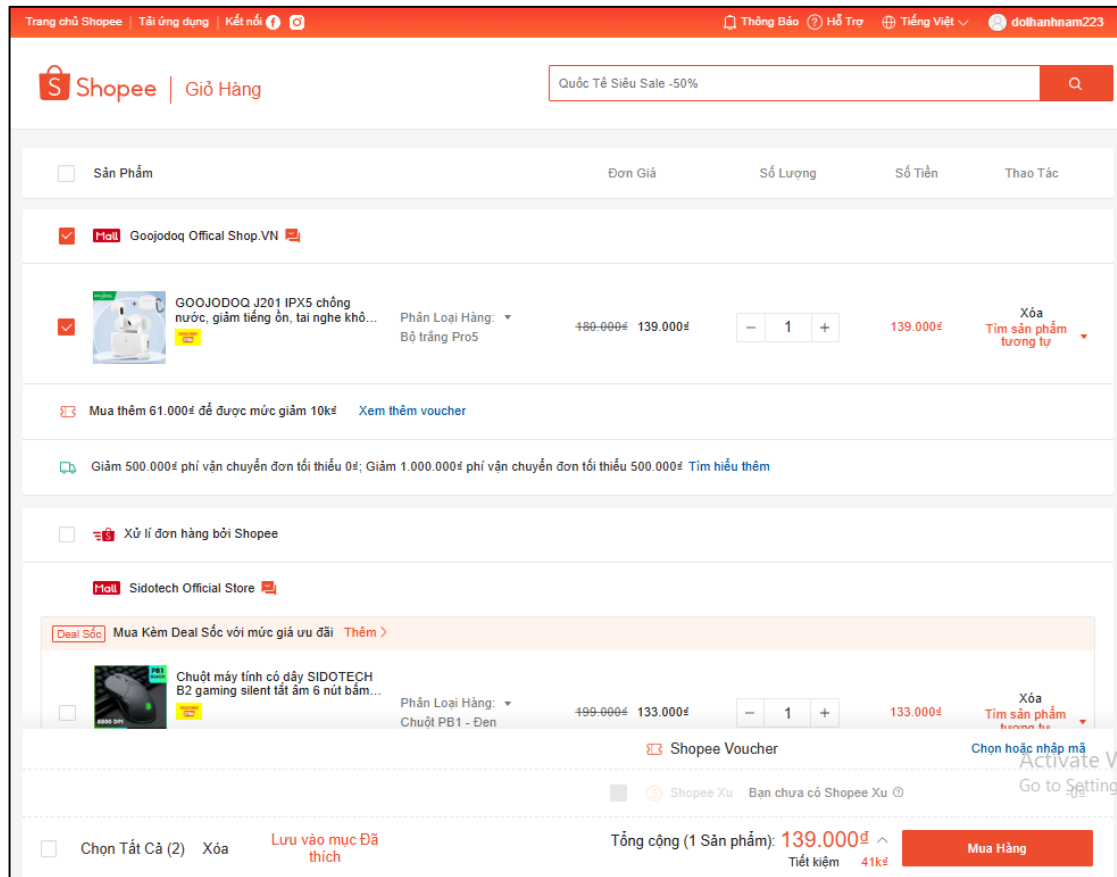 Trang chủ Shopee | Tải ứng dụng | Kết nối
Thông Báo Hỗ Trợ Tiếng Việt dothanhnam223
Shopee | Giỏ Hàng
Quốc Tế Siêu Sale -50%
Sản Phẩm Đơn Giá Số Lượng Số Tiền Thao Tác
Mall Goojodoq Offical Shop.VN
GOOJODOQ J201 IPX5 chống
nước, giảm tiếng ồn, tai nghe khô...
Phân Loại Hàng:
Bộ trắng Pro5
180.000₫ 139.000₫ − 1 + 139.000₫
Xóa
Tìm sản phẩm
tương tự
Mua thêm 61.000₫ để được mức giảm 10k₫ Xem thêm voucher
Giảm 500.000₫ phí vận chuyển đơn tối thiểu 0₫; Giảm 1.000.000₫ phí vận chuyển đơn tối thiểu 500.000₫ Tìm hiểu thêm
Xử lí đơn hàng bởi Shopee
Mall Sidotech Official Store
Deal Sốc Mua Kèm Deal Sốc với mức giá ưu đãi Thêm
PB1
6800 DPI
Chuột máy tính có dây SIDOTECH
B2 gaming silent tắt âm 6 nút bấm...
Phân Loại Hàng:
Chuột PB1 - Đen
199.000₫ 133.000₫ − 1 + 133.000₫
Xóa
Tìm sản phẩm
tương tự
Shopee Voucher Chọn hoặc nhập mã
Activate W
Shopee Xu Bạn chưa có Shopee Xu -0₫
Go to Setting
Chọn Tất Cả (2) Xóa
Lưu vào mục Đã
thích
Tổng cộng (1 Sản phẩm): 139.000₫
Tiết kiệm 41k₫
Mua Hàng